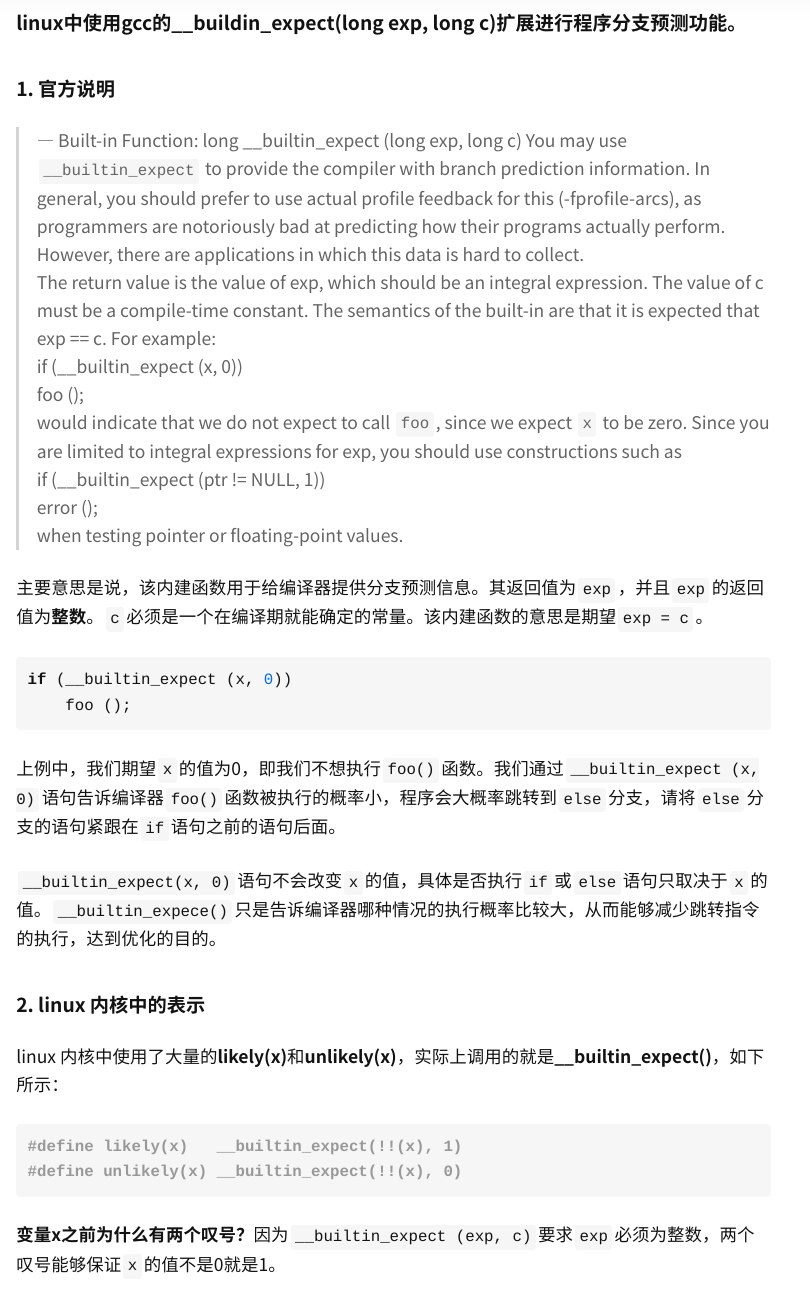 linux中使用gcc的__buildin_expect(long exp, long c)扩展进行程序分支预测功能。
1. 官方说明
— Built-in Function: long __builtin_expect (long exp, long c) You may use
__builtin_expect to provide the compiler with branch prediction information. In
general, you should prefer to use actual profile feedback for this (-fprofile-arcs), as
programmers are notoriously bad at predicting how their programs actually perform.
However, there are applications in which this data is hard to collect.
The return value is the value of exp, which should be an integral expression. The value of c
must be a compile-time constant. The semantics of the built-in are that it is expected that
exp == c. For example:
if (__builtin_expect (x, 0))
foo ();
would indicate that we do not expect to call foo , since we expect x to be zero. Since you
are limited to integral expressions for exp, you should use constructions such as
if (__builtin_expect (ptr != NULL, 1))
error ();
when testing pointer or floating-point values.
主要意思是说，该内建函数用于给编译器提供分支预测信息。其返回值为 exp ，并且 exp 的返回
值为整数。 c 必须是一个在编译期就能确定的常量。该内建函数的意思是期望 exp = c 。
if (__builtin_expect (x, 0))
foo ();
上例中，我们期望 x 的值为0，即我们不想执行 foo() 函数。我们通过 __builtin_expect (x,
0) 语句告诉编译器 foo() 函数被执行的概率小，程序会大概率跳转到 else 分支，请将 else 分
支的语句紧跟在 if 语句之前的语句后面。
__builtin_expect(x, 0) 语句不会改变 x 的值，具体是否执行 if 或 else 语句只取决于 x 的
值。 __builtin_expece() 只是告诉编译器哪种情况的执行概率比较大，从而能够减少跳转指令
的执行，达到优化的目的。
2. linux 内核中的表示
linux 内核中使用了大量的likely(x)和unlikely(x)，实际上调用的就是__builtin_expect()，如下
所示：
#define likely(x)   __builtin_expect(!!(x), 1)
#define unlikely(x) __builtin_expect(!!(x), 0)
变量x之前为什么有两个叹号？因为 __builtin_expect (exp, c) 要求 exp 必须为整数，两个
叹号能够保证 x 的值不是0就是1。